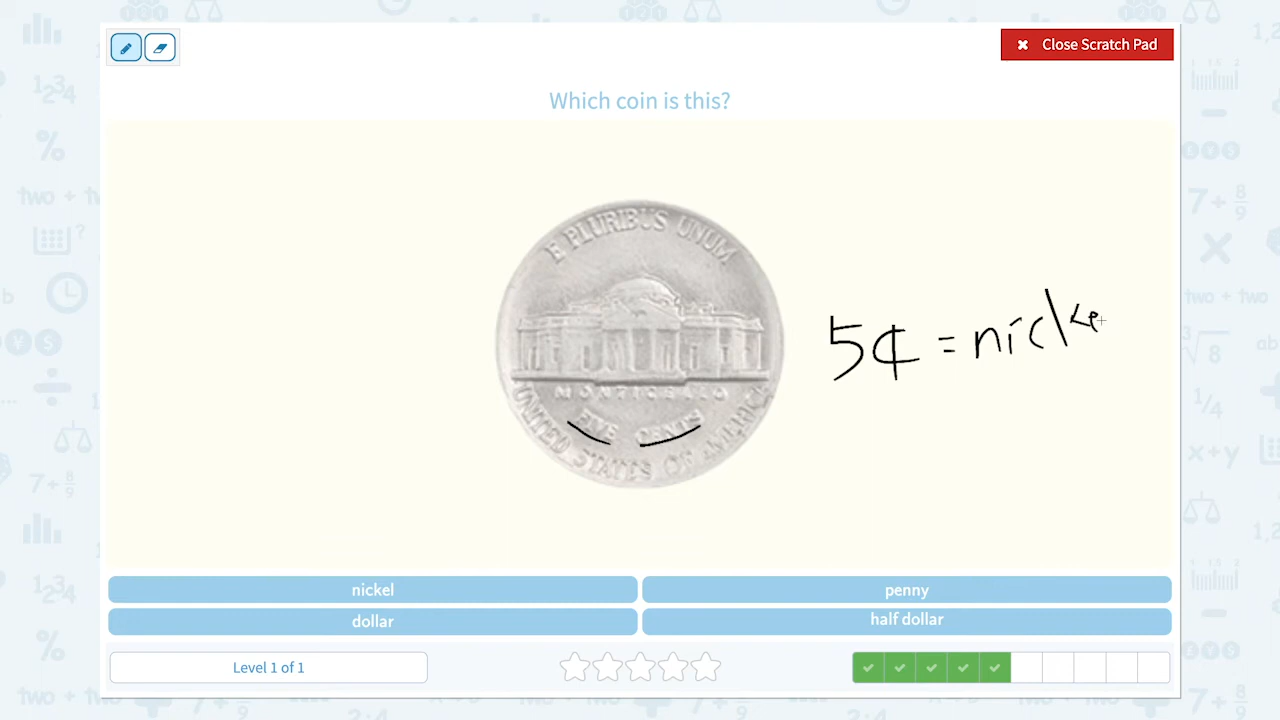 Close Scratch Pad
Which coin is this?
E PLURIBUS UNUM
MONTICELLO
FIVE CENTS
UNITED STATES OF AMERICA
5¢ = nicke
nickel
penny
dollar
half dollar
Level 1 of 1